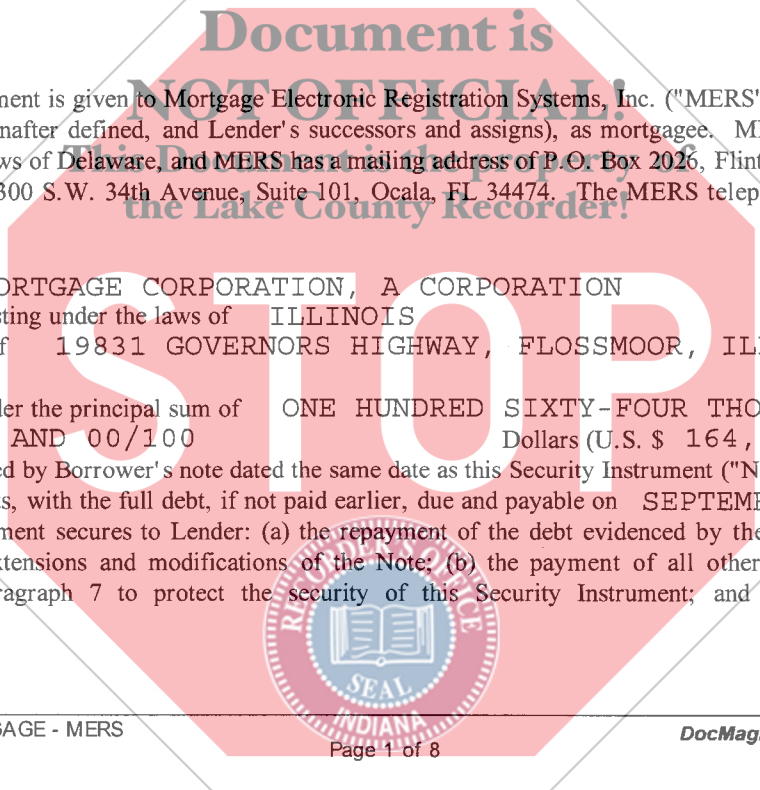 Document is
NOT OFFICIAL!
This Document is the property of
the Lake County Recorder!
ment is given to Mortgage Electronic Registration Systems, Inc. ("MERS"
nafter defined, and Lender's successors and assigns), as mortgagee. M
ws of Delaware, and MERS has a mailing address of P.O. Box 2026, Flint
300 S.W. 34th Avenue, Suite 101, Ocala, FL 34474. The MERS telep
ORTGAGE CORPORATION, A CORPORATION
sting under the laws of ILLINOIS
f 19831 GOVERNORS HIGHWAY, FLOSSMOOR, ILL
STOP
der the principal sum of ONE HUNDRED SIXTY-FOUR THO
AND 00/100 Dollars (U.S. $ 164,
ed by Borrower's note dated the same date as this Security Instrument ("N
ts, with the full debt, if not paid earlier, due and payable on SEPTEME
ment secures to Lender: (a) the repayment of the debt evidenced by the
xtensions and modifications of the Note; (b) the payment of all other
ragraph 7 to protect the security of this Security Instrument; and
RECORDER'S OFFICE
SEAL
INDIANA
GAGE - MERS
DocMag
Page 1 of 8